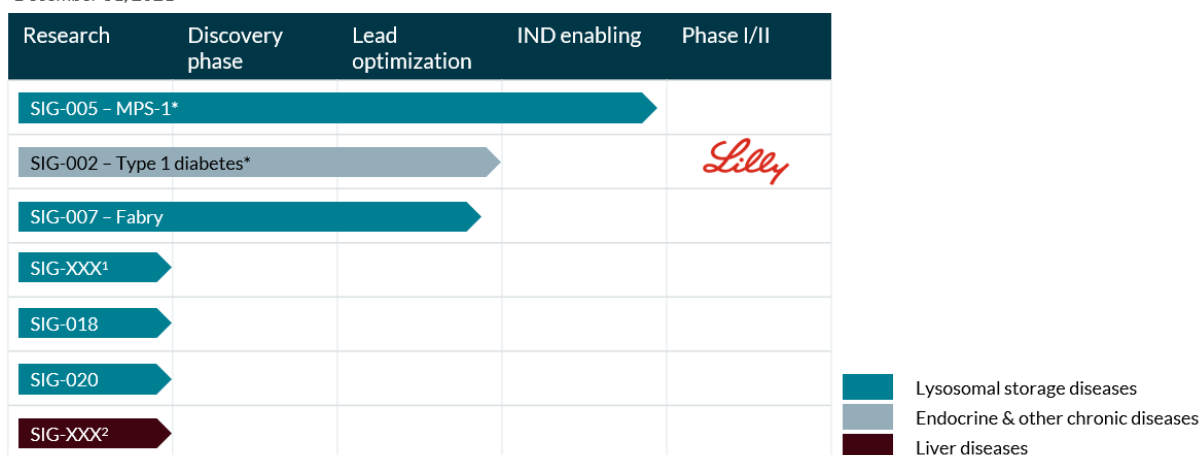 Research
Discovery phase
Lead optimization
IND enabling
Phase I/II
SIG-005 – MPS-1*
SIG-002 – Type 1 diabetes*
Lilly
SIG-007 – Fabry
SIG-XXX¹
SIG-018
SIG-020
SIG-XXX²
Lysosomal storage diseases
Endocrine & other chronic diseases
Liver diseases